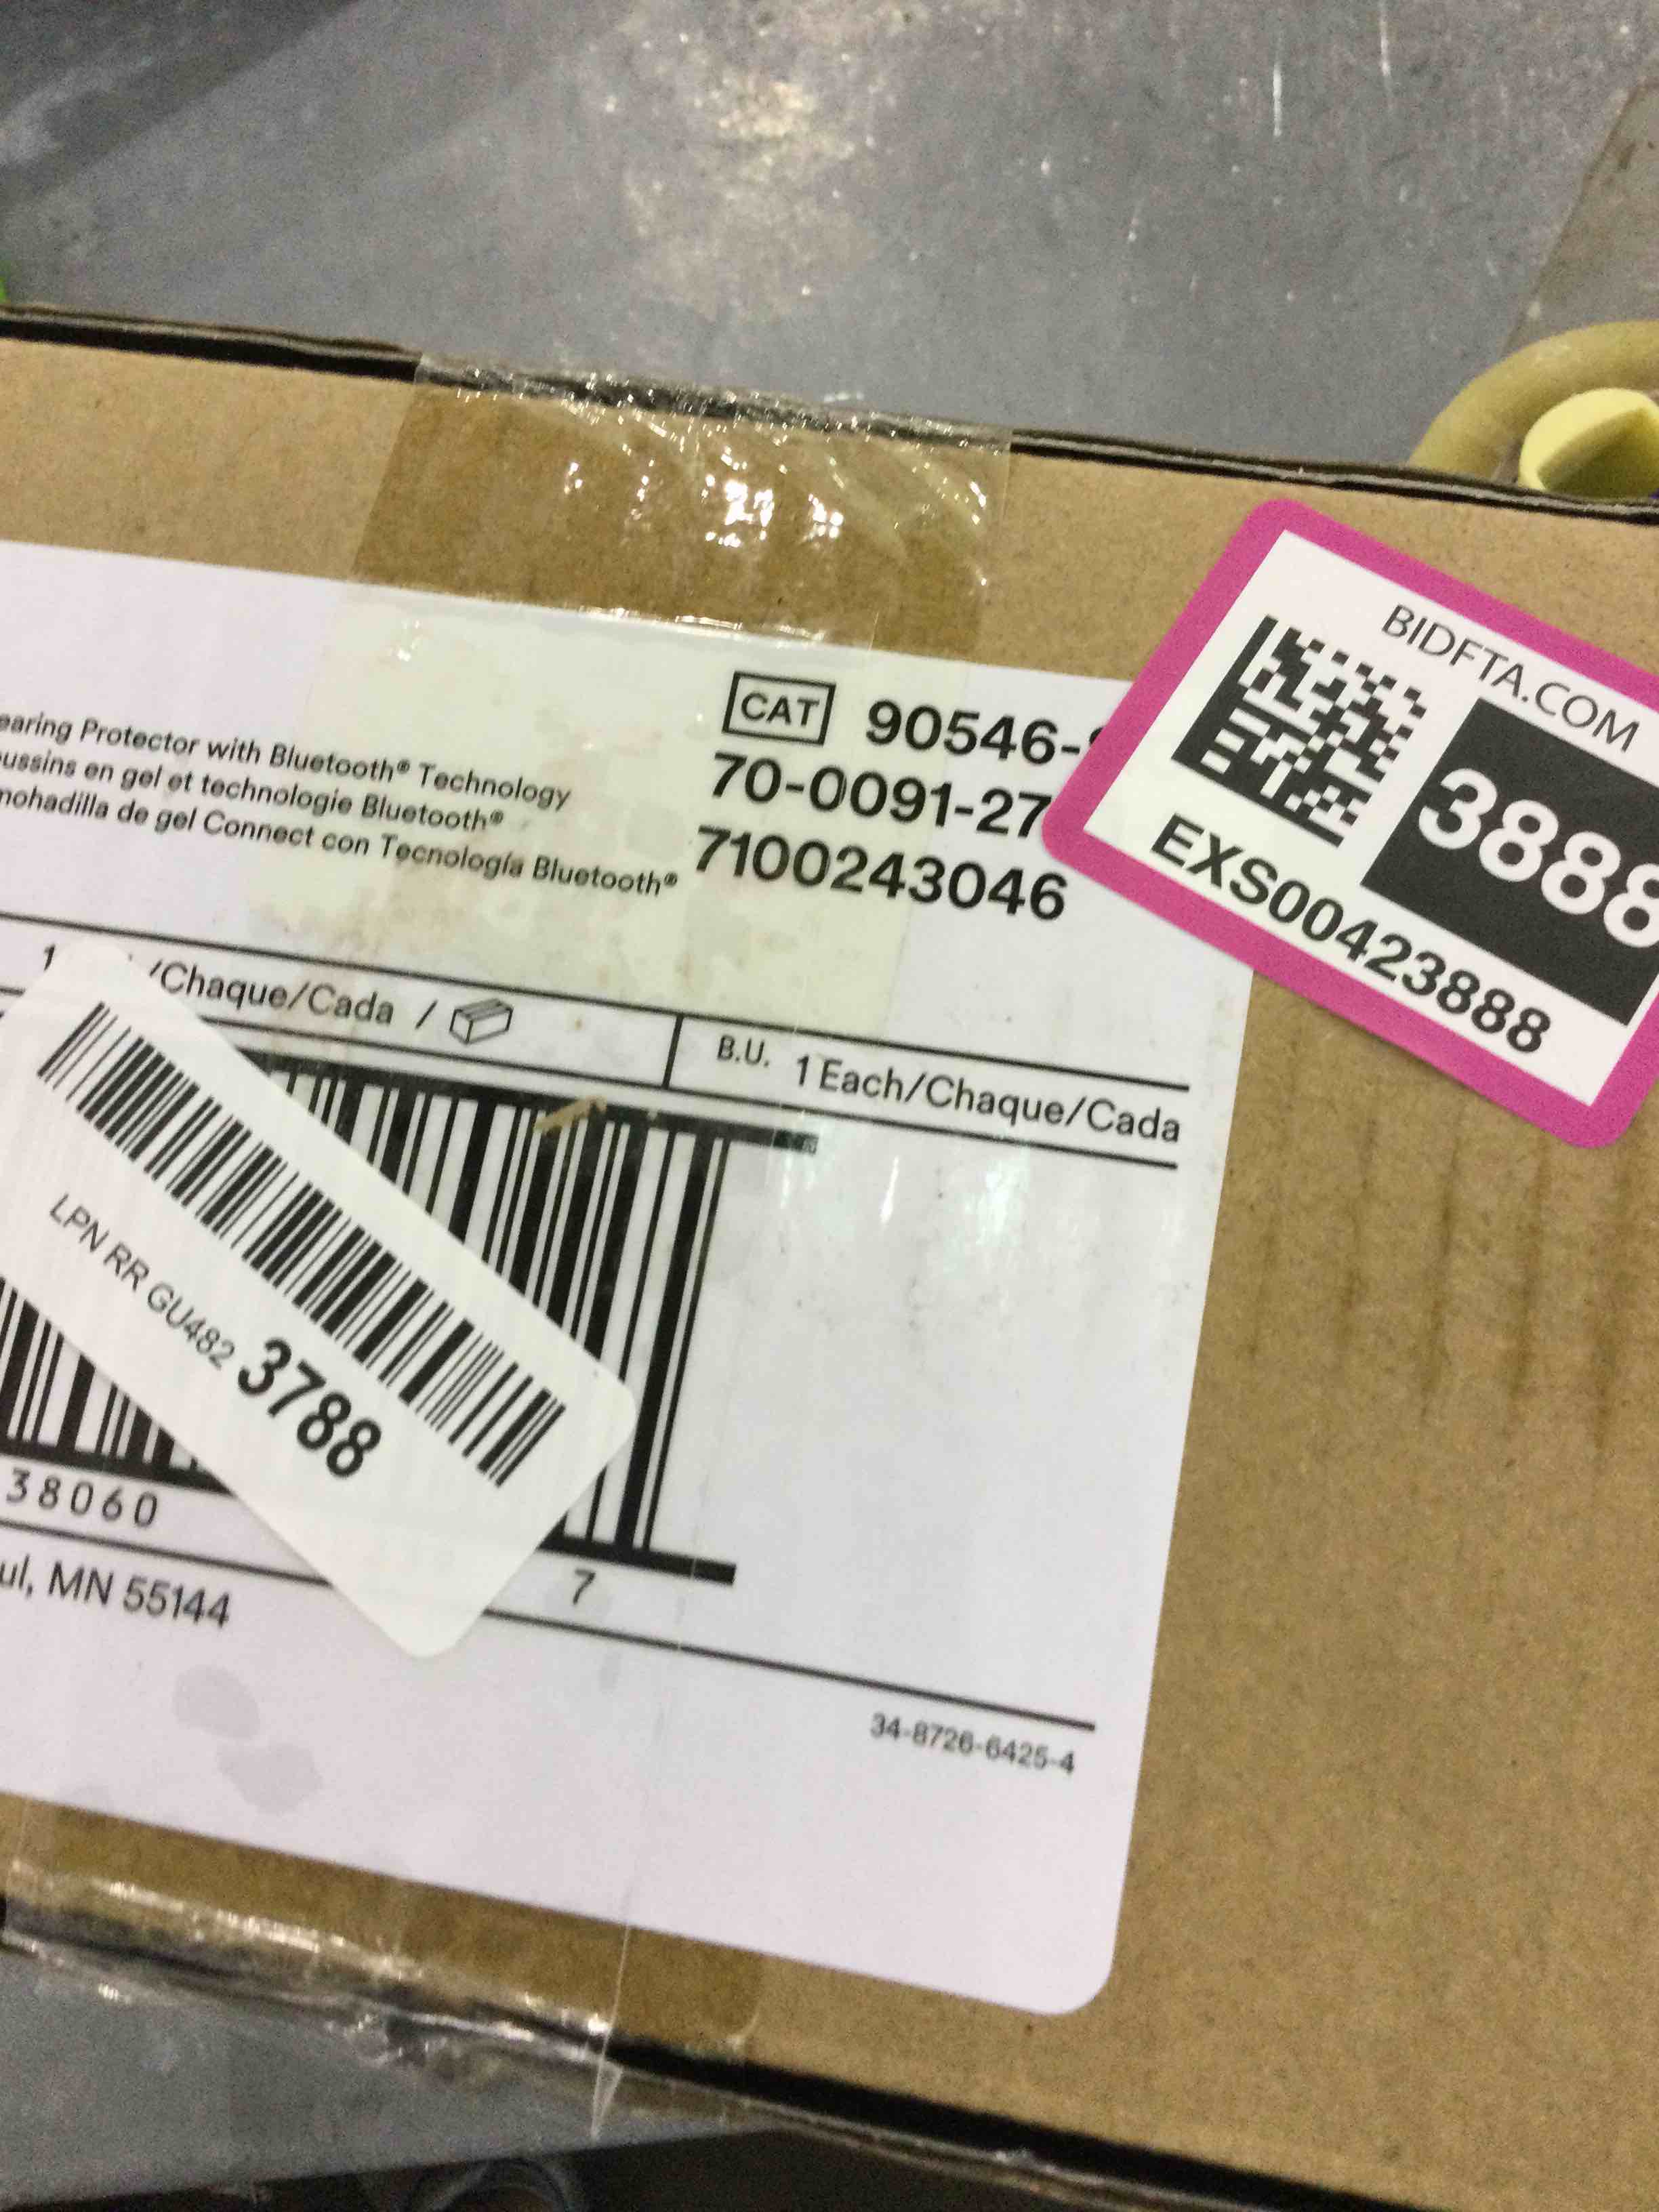 BIDFTA.COM
3888
EXS00423888
CAT 90546-
70-0091-27
7100243046
earing Protector with Bluetooth® Technology
ussins en gel et technologie Bluetooth®
mohadilla de gel Connect con Tecnología Bluetooth®
1 /Chaque/Cada /
B.U. 1 Each/Chaque/Cada
LPN RR GU482 3788
38060
7
ul, MN 55144
34-8726-6425-4